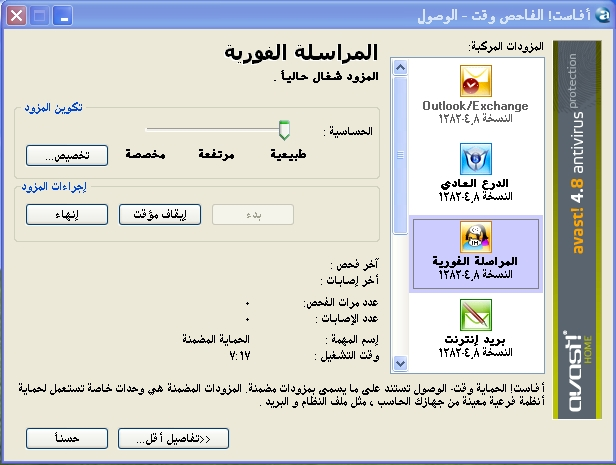 أفاست! الفاحص وقت - الوصول
المزودات المركبة:
Outlook/Exchange
النسخة ٤,٨-١٢٨٢
الدرع العادي
النسخة ٤,٨-١٢٨٢
المراسلة الفورية
النسخة ٤,٨-١٢٨٢
بريد إنترنت
النسخة ٤,٨-١٢٨٢
avast! 4.8 antivirus protection
avast! HOME
المراسلة الفورية
المزود شغال حالياً .
تكوين المزود
الحساسية :
طبيعية مرتفعة مخصصة
تخصيص...
إجراءات المزود
بدء
إيقاف مؤقت
إنهاء
آخر فحص :
أخر إصابات :
عدد مرات الفحص: ٠
عدد الإصابات : ٠
إسم المهمة : الحماية المضمنة
وقت التشغيل : ٧:١٧
أفاست! الحماية وقت- الوصول تستند على ما يسمى بمزودات مضمنة. المزودات المضمنة هي وحدات خاصة تستعمل لحماية
أنظمة فرعية معينة من جهازك الحاسب ، مثل ملف النظام و البريد .
<<تفاصيل أقل...
حسناً